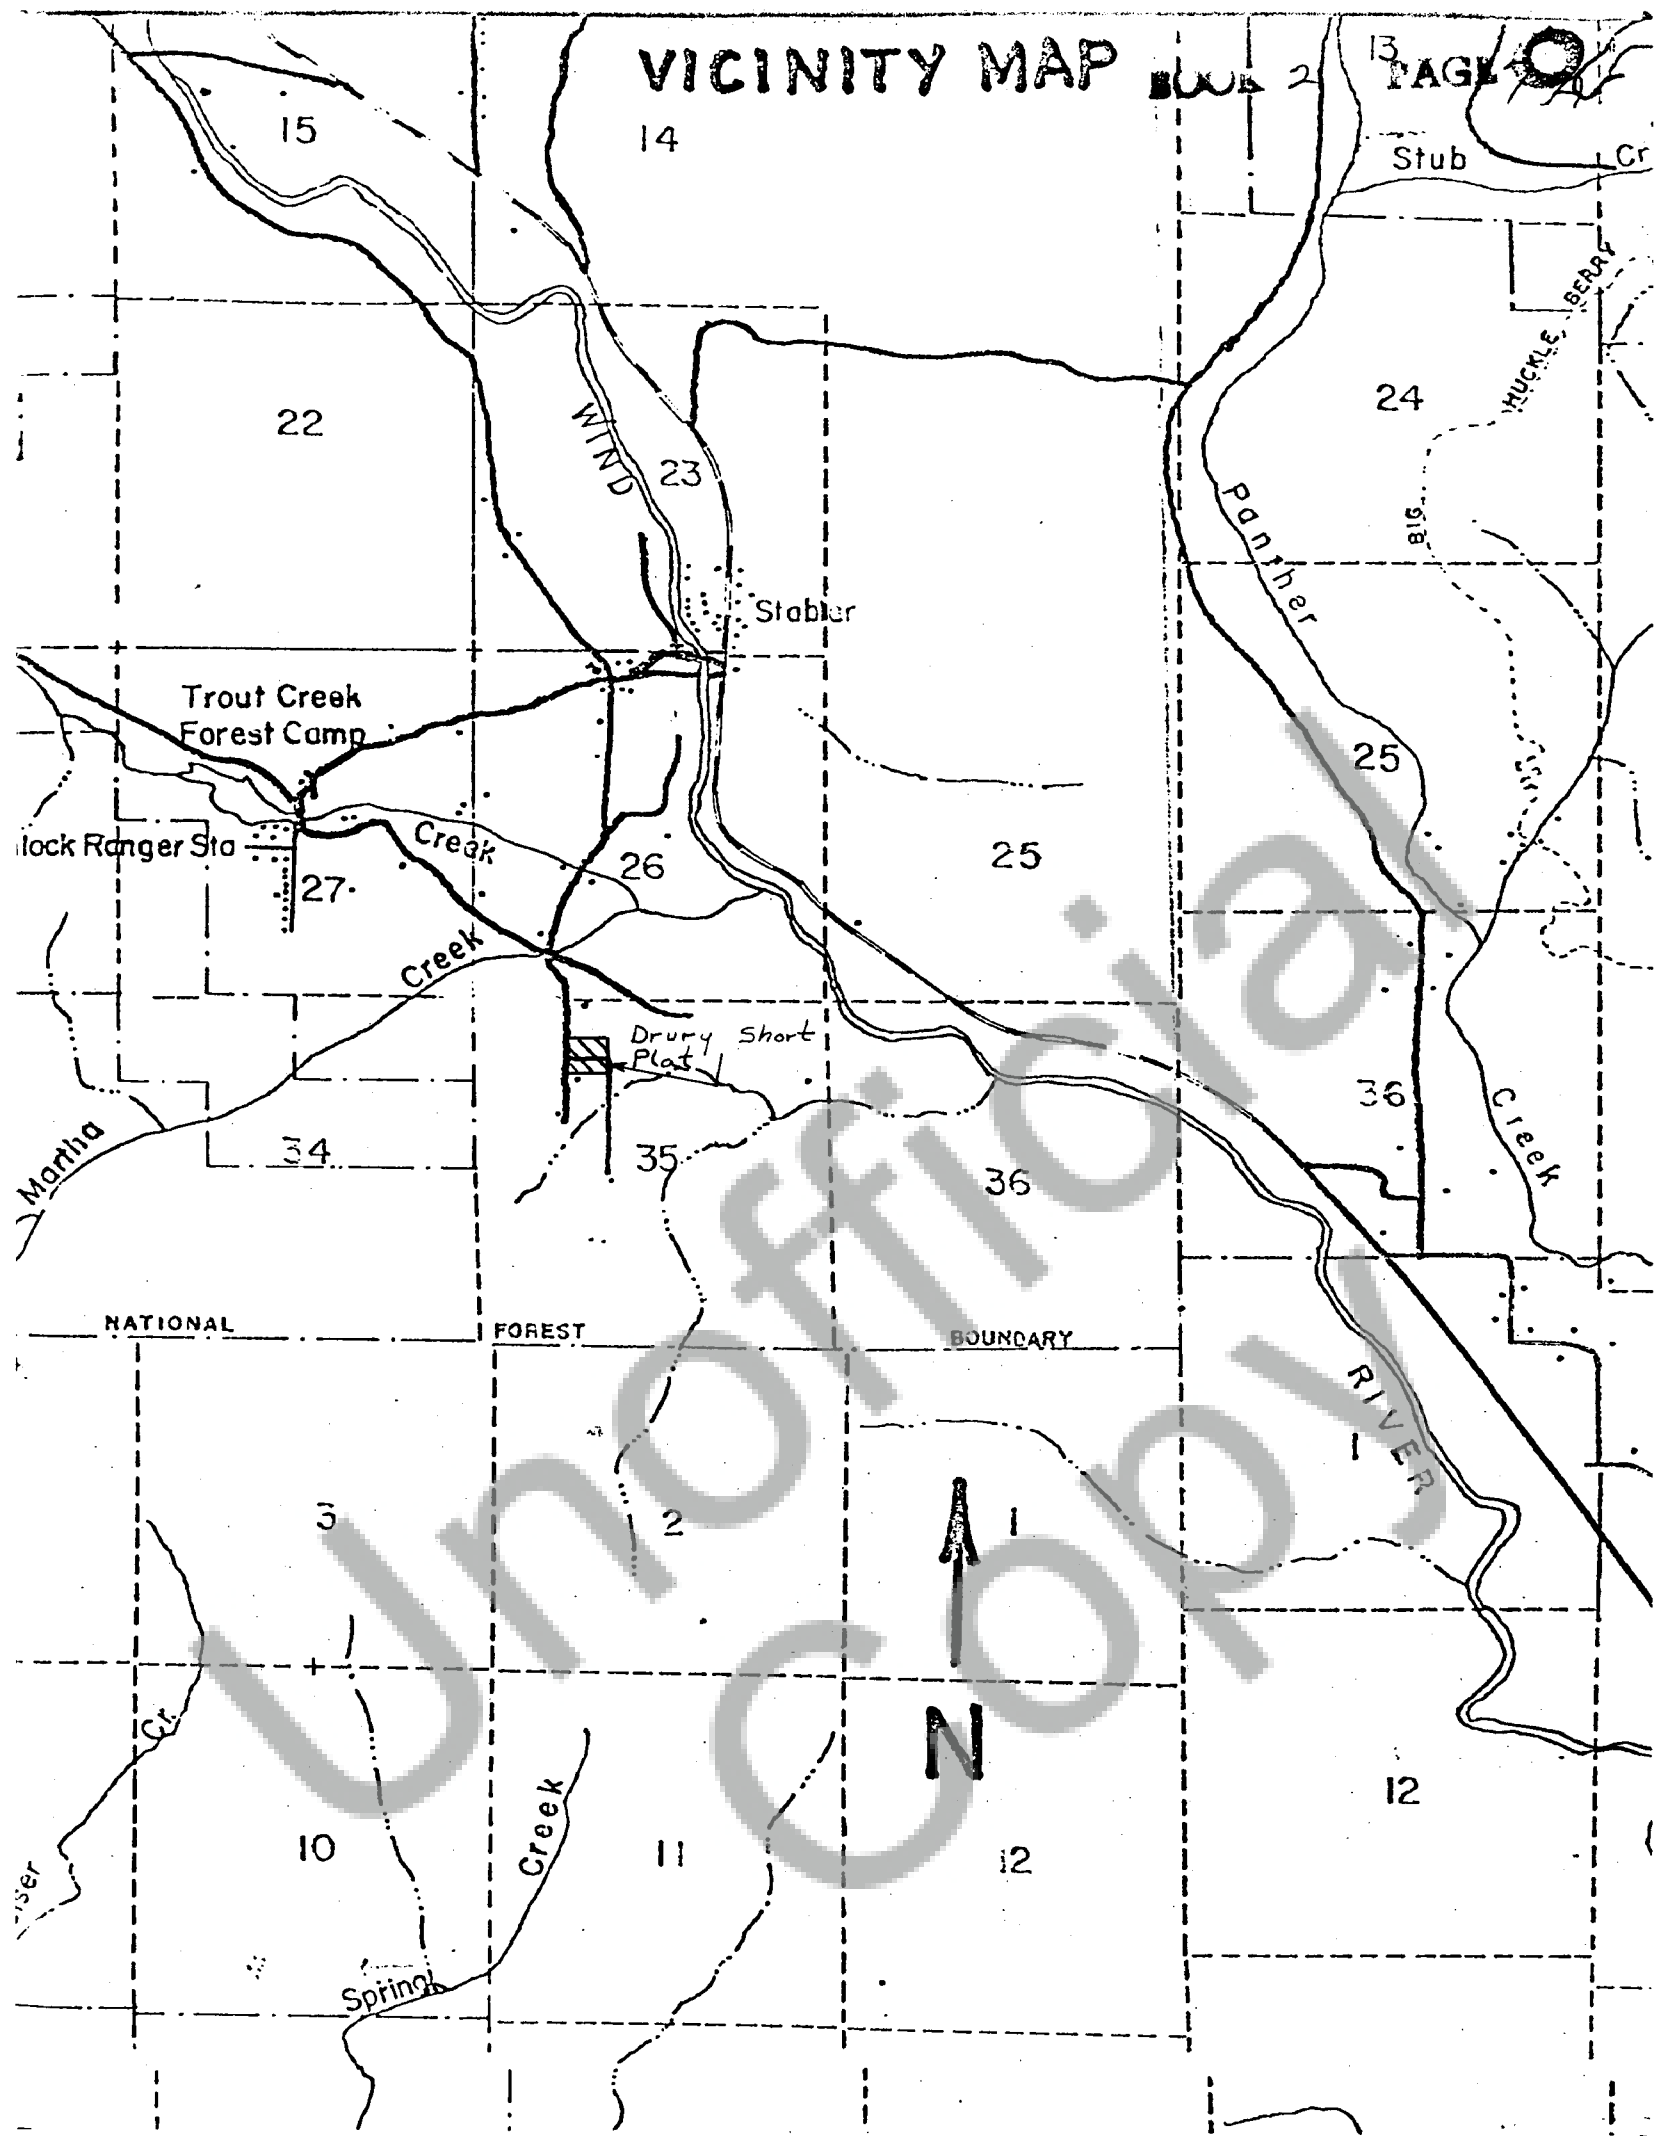 VICINITY MAP
BOOK 2 PAGE
13
15
14
Stub Cr
HUCKLE BERRY
BIG
22
WIND
23
24
Panther
Stabler
Trout Creek
Forest Camp
25
lock Ranger Sta
Creek
26
25
27
Creek
Drury Short
Plat
36
Creek
Martha
34
35
36
NATIONAL FOREST BOUNDARY
RIVER
1
3
2
1
Cr.
N
12
Creek
10
11
12
Spring
Unofficial
Copy